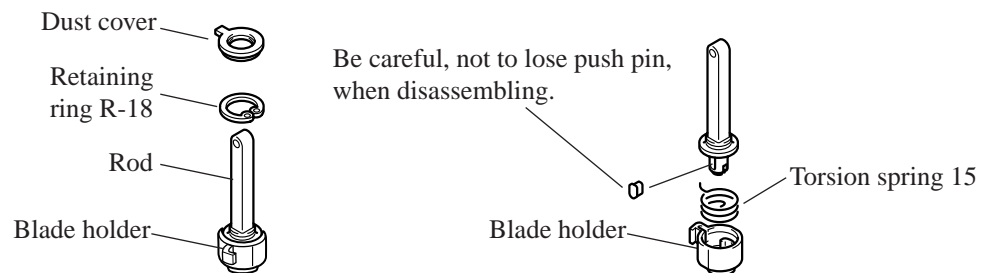 Dust cover
Retaining
ring R-18
Rod
Blade holder
Be careful, not to lose push pin,
when disassembling.
Torsion spring 15
Blade holder